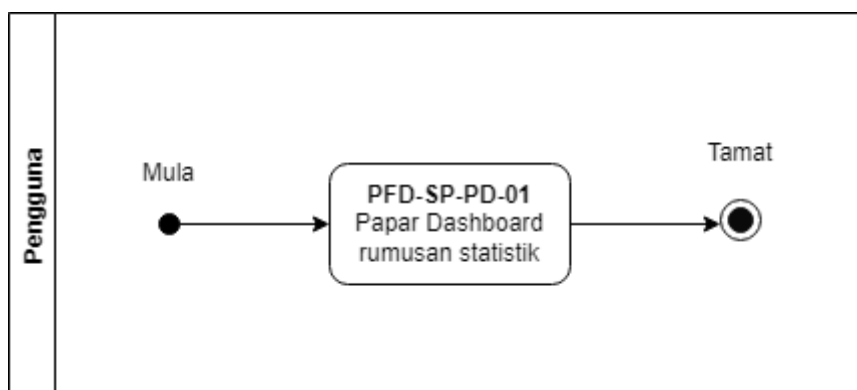 Pengguna
Mula
PFD-SP-PD-01
Papar Dashboard
rumusan statistik
Tamat